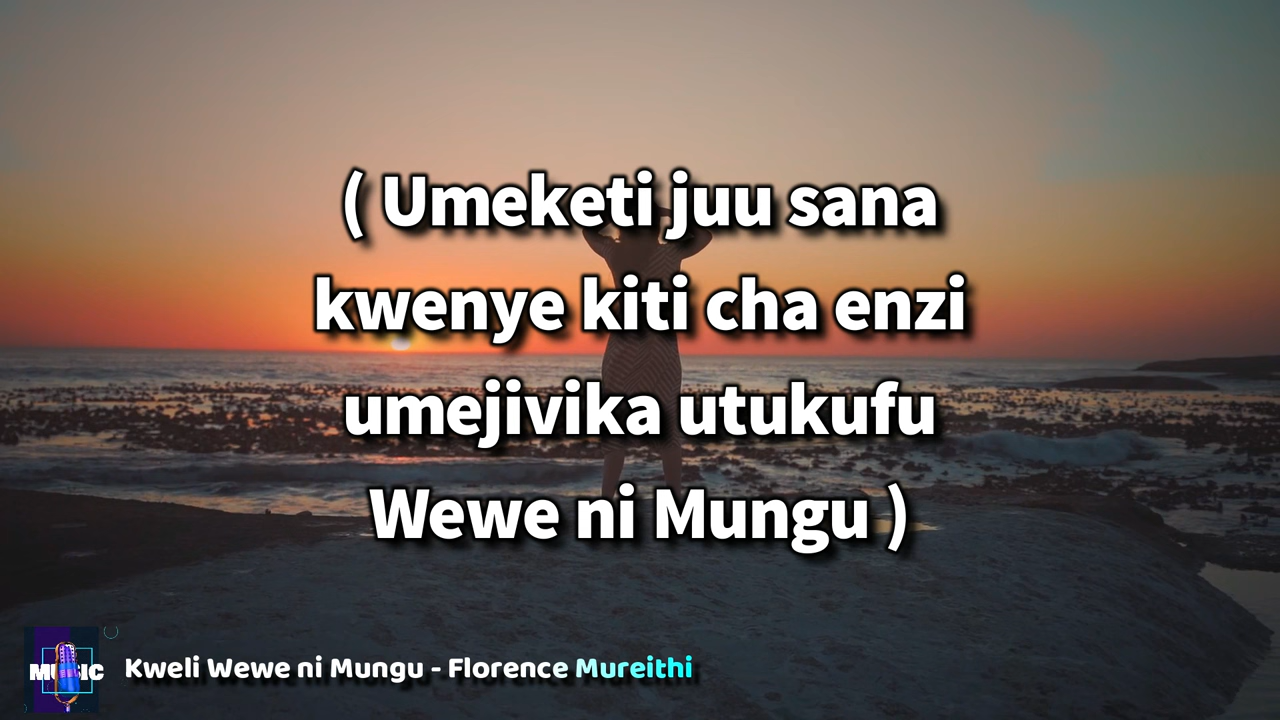 ( Umeketi juu sana
kwenye kiti cha enzi
umejivika utukufu
Wewe ni Mungu )
MUSIC
Kweli Wewe ni Mungu - Florence Mureithi